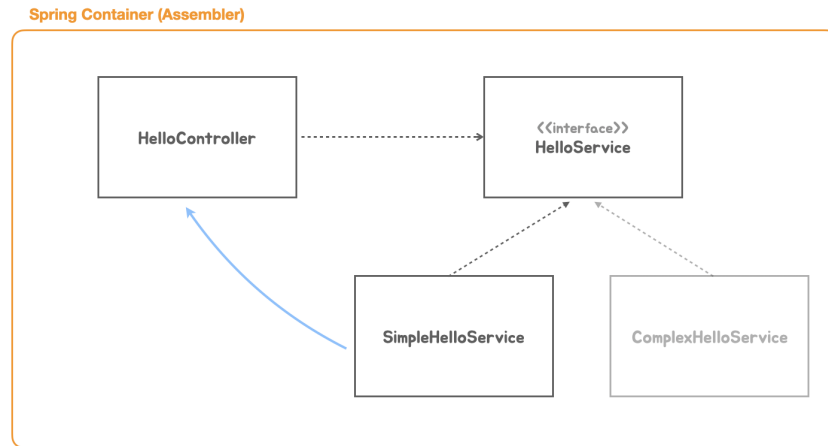 Spring Container (Assembler)
HelloController
<<interface>>
HelloService
SimpleHelloService
ComplexHelloService